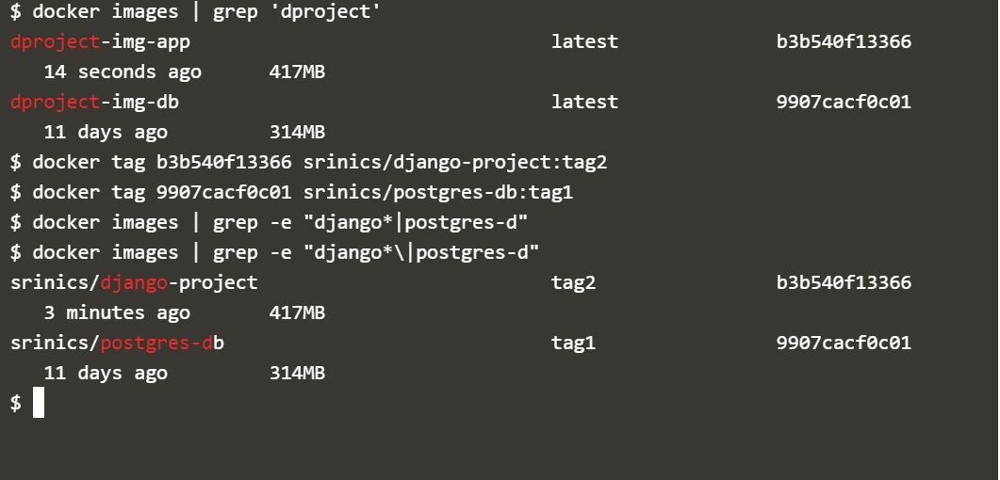 $ docker images | grep 'dproject'
dproject-img-app latest b3b540f13366
14 seconds ago 417MB
dproject-img-db latest 9907cacf0c01
11 days ago 314MB
$ docker tag b3b540f13366 srinics/django-project:tag2
$ docker tag 9907cacf0c01 srinics/postgres-db:tag1
$ docker images | grep -e "django*|postgres-d"
$ docker images | grep -e "django*\|postgres-d"
srinics/django-project tag2 b3b540f13366
3 minutes ago 417MB
srinics/postgres-db tag1 9907cacf0c01
11 days ago 314MB
$